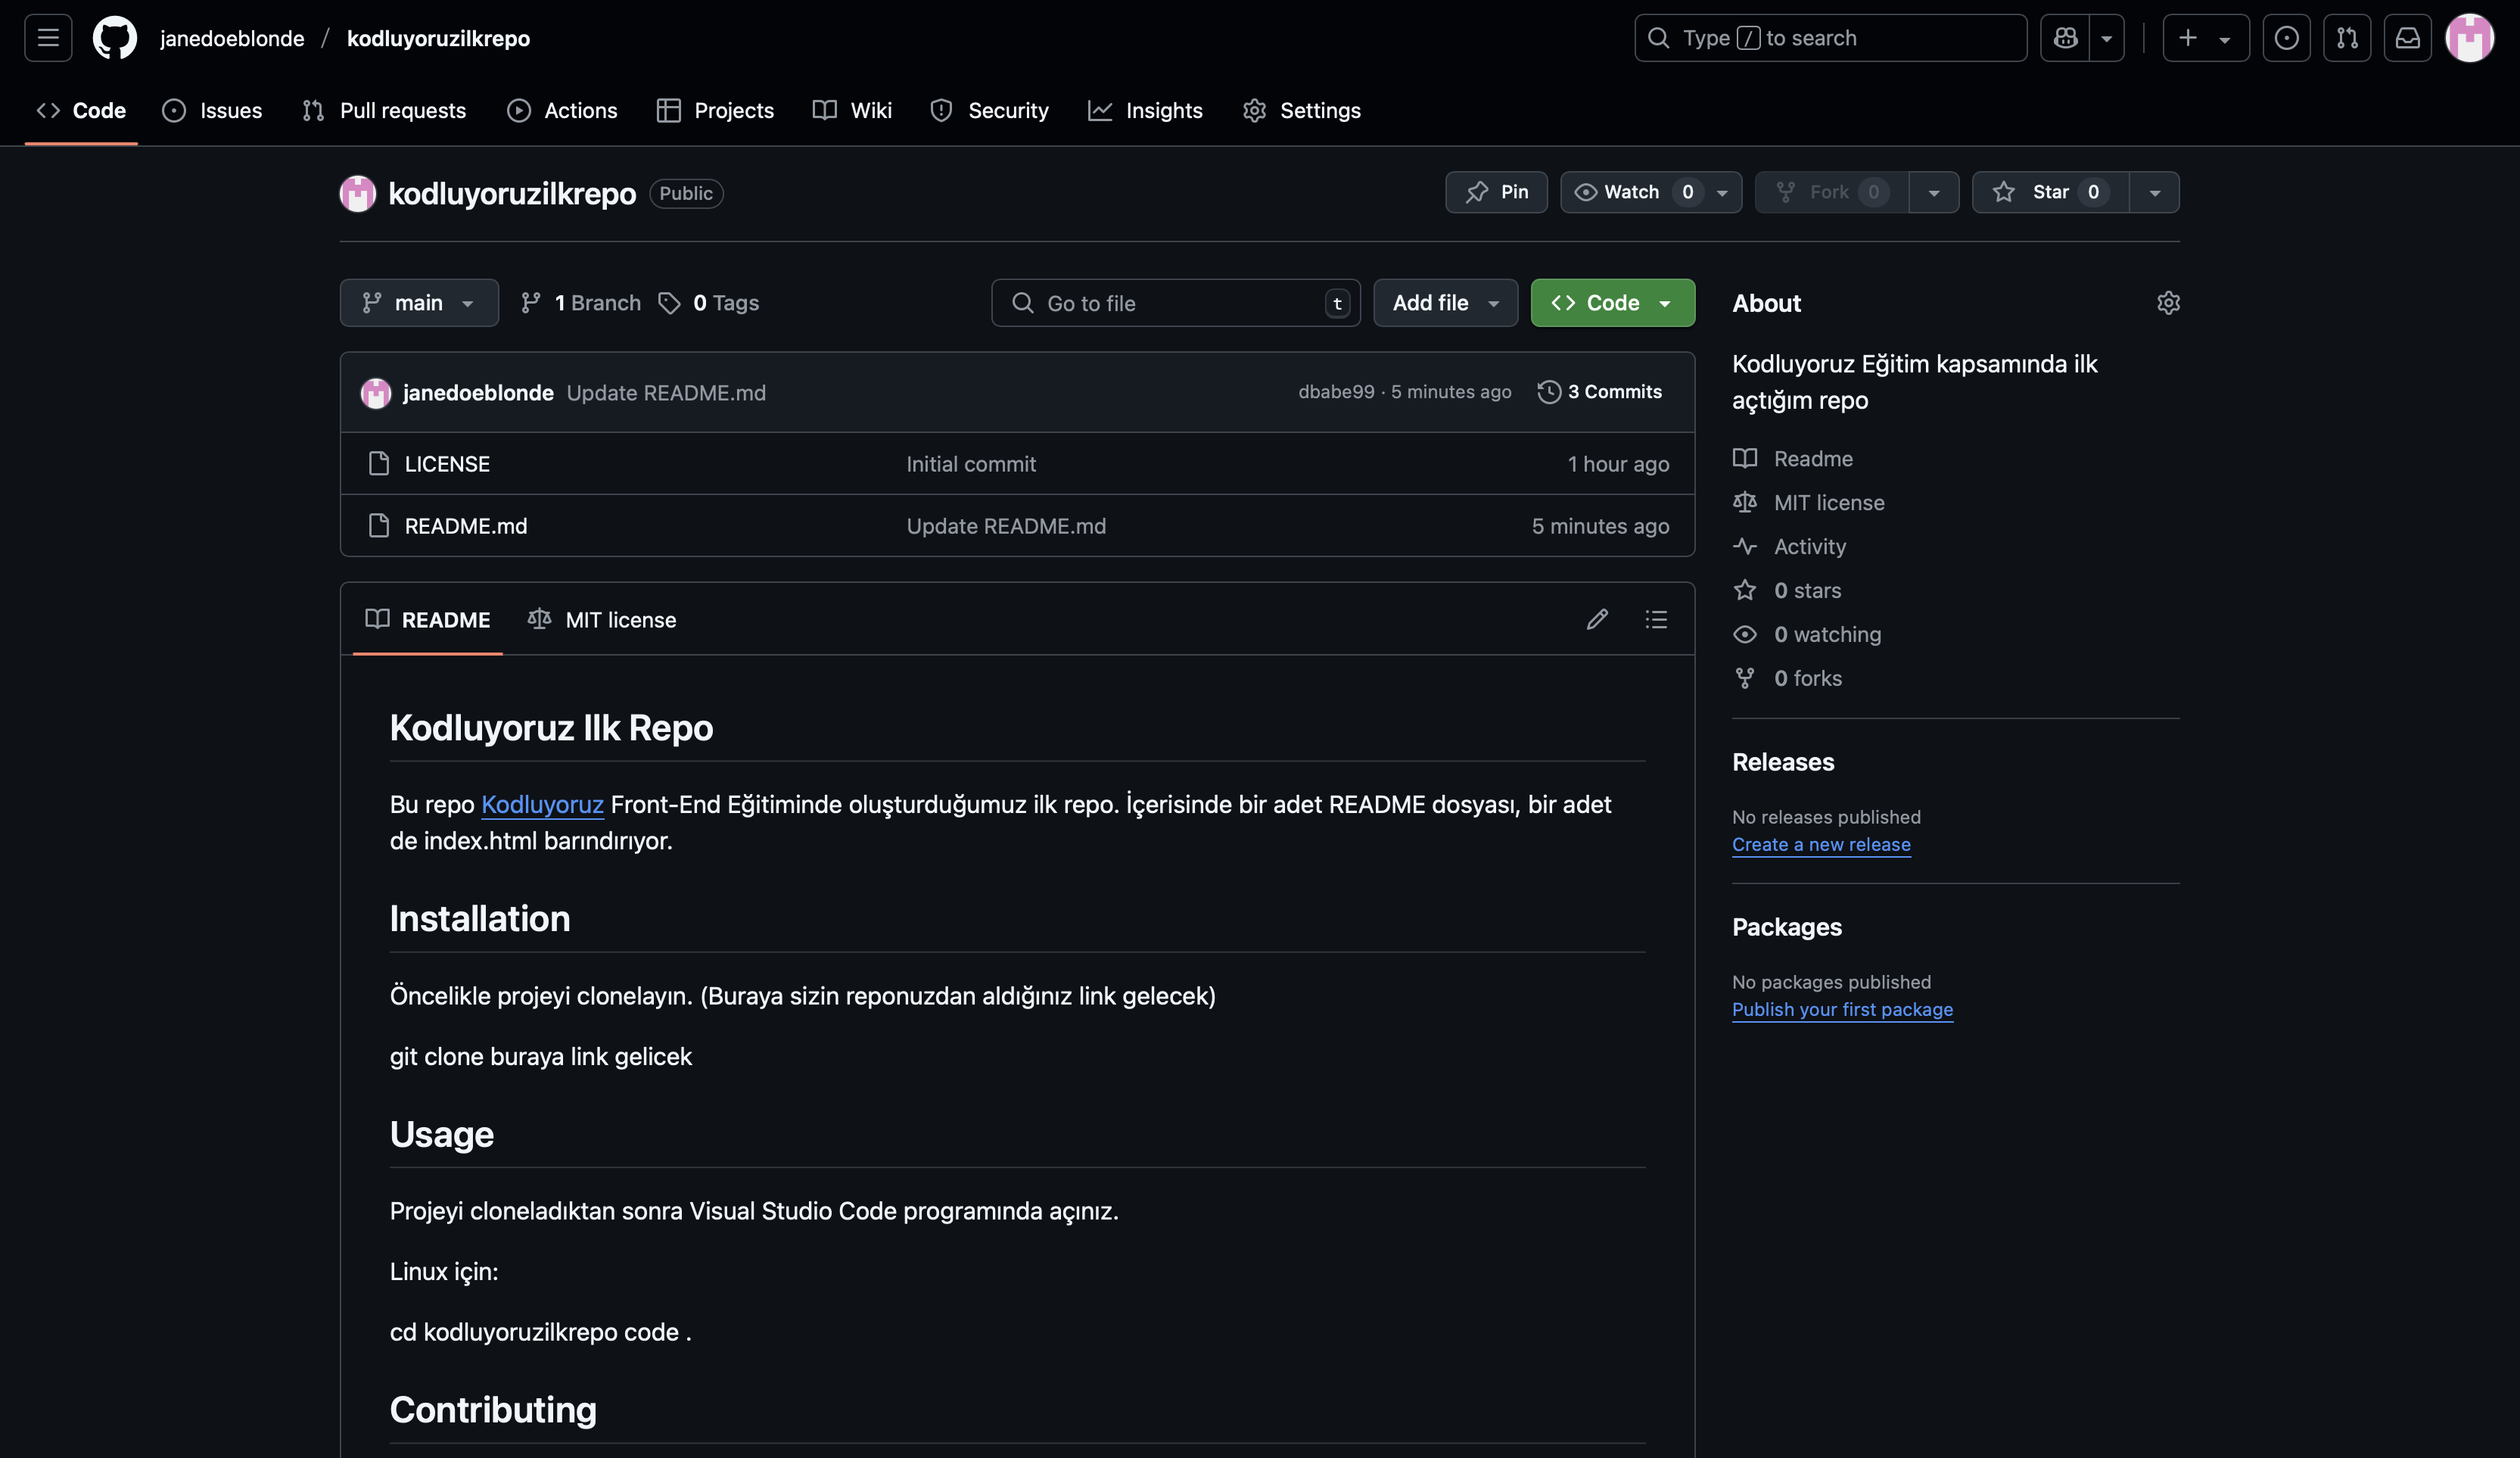 janedoeblonde / kodluyoruzilkrepo
Type / to search
Code Issues Pull requests Actions Projects Wiki Security Insights Settings
kodluyoruzilkrepo Public
Pin Watch 0 Fork 0 Star 0
main 1 Branch 0 Tags Go to file t Add file Code
janedoeblonde Update README.md dbabe99 · 5 minutes ago 3 Commits
LICENSE Initial commit 1 hour ago
README.md Update README.md 5 minutes ago
README MIT license
Kodluyoruz Ilk Repo
Bu repo Kodluyoruz Front-End Eğitiminde oluşturduğumuz ilk repo. İçerisinde bir adet README dosyası, bir adet
de index.html barındırıyor.
Installation
Öncelikle projeyi clonelayın. (Buraya sizin reponuzdan aldığınız link gelecek)
git clone buraya link gelicek
Usage
Projeyi cloneladıktan sonra Visual Studio Code programında açınız.
Linux için:
cd kodluyoruzilkrepo code .
Contributing
About
Kodluyoruz Eğitim kapsamında ilk
açtığım repo
Readme
MIT license
Activity
0 stars
0 watching
0 forks
Releases
No releases published
Create a new release
Packages
No packages published
Publish your first package